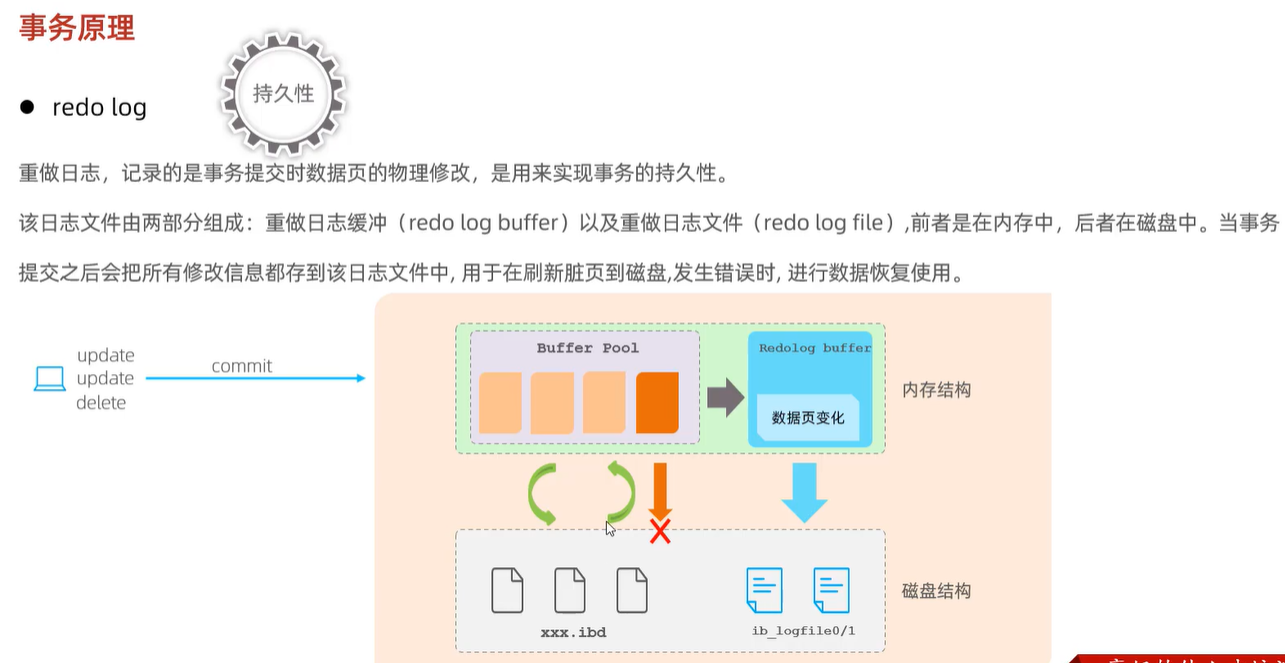 事务原理
持久性
redo log
重做日志，记录的是事务提交时数据页的物理修改，是用来实现事务的持久性。
该日志文件由两部分组成：重做日志缓冲（redo log buffer）以及重做日志文件（redo log file）,前者是在内存中，后者在磁盘中。当事务
提交之后会把所有修改信息都存到该日志文件中, 用于在刷新脏页到磁盘,发生错误时, 进行数据恢复使用。
update
update
delete
commit
Buffer Pool
Redolog buffer
数据页变化
内存结构
xxx.ibd
ib_logfile0/1
磁盘结构